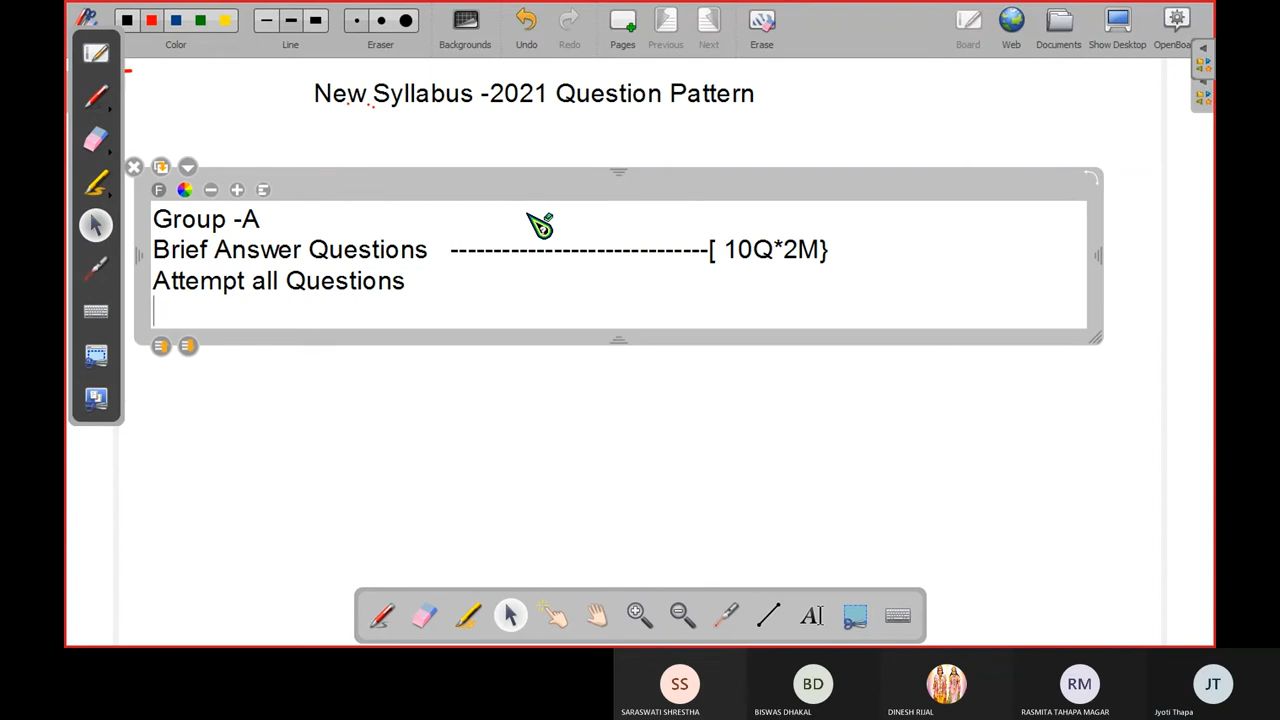 Color
Line
Eraser
Backgrounds
Undo
Redo
Pages
Previous
Next
Erase
Board
Web
Documents
Show Desktop
OpenBoa
New Syllabus -2021 Question Pattern
F
Group -A
Brief Answer Questions ------------------------------[ 10Q*2M}
Attempt all Questions
AI
SS
BD
RM
JT
SARASWATI SHRESTHA
BISWAS DHAKAL
DINESH RIJAL
RASMITA TAHAPA MAGAR
Jyoti Thapa